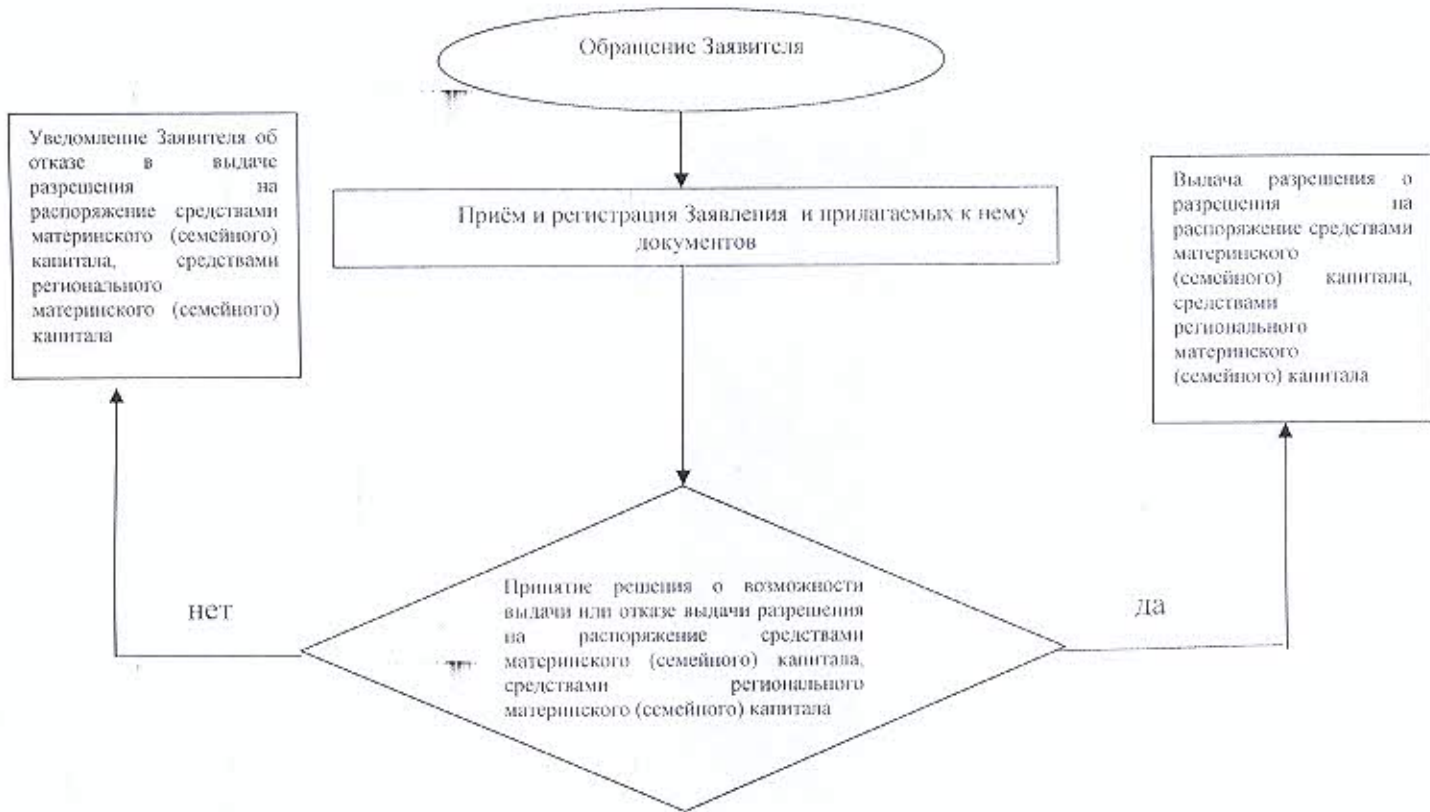 Обращение Заявителя
Уведомление Заявителя об
отказе в выдаче
разрешения на
распоряжение средствами
материнского (семейного)
капитала, средствами
регионального
материнского (семейного)
капитала
Приём и регистрация Заявления и прилагаемых к нему
документов
Выдача разрешения о
разрешения на
распоряжение средствами
материнского
(семейного) капитала,
средствами
регионального
материнского
(семейного) капитала
Принятие решения о возможности
выдачи или отказе выдачи разрешения
на распоряжение средствами
материнского (семейного) капитала,
средствами регионального
материнского (семейного) капитала
нет
да